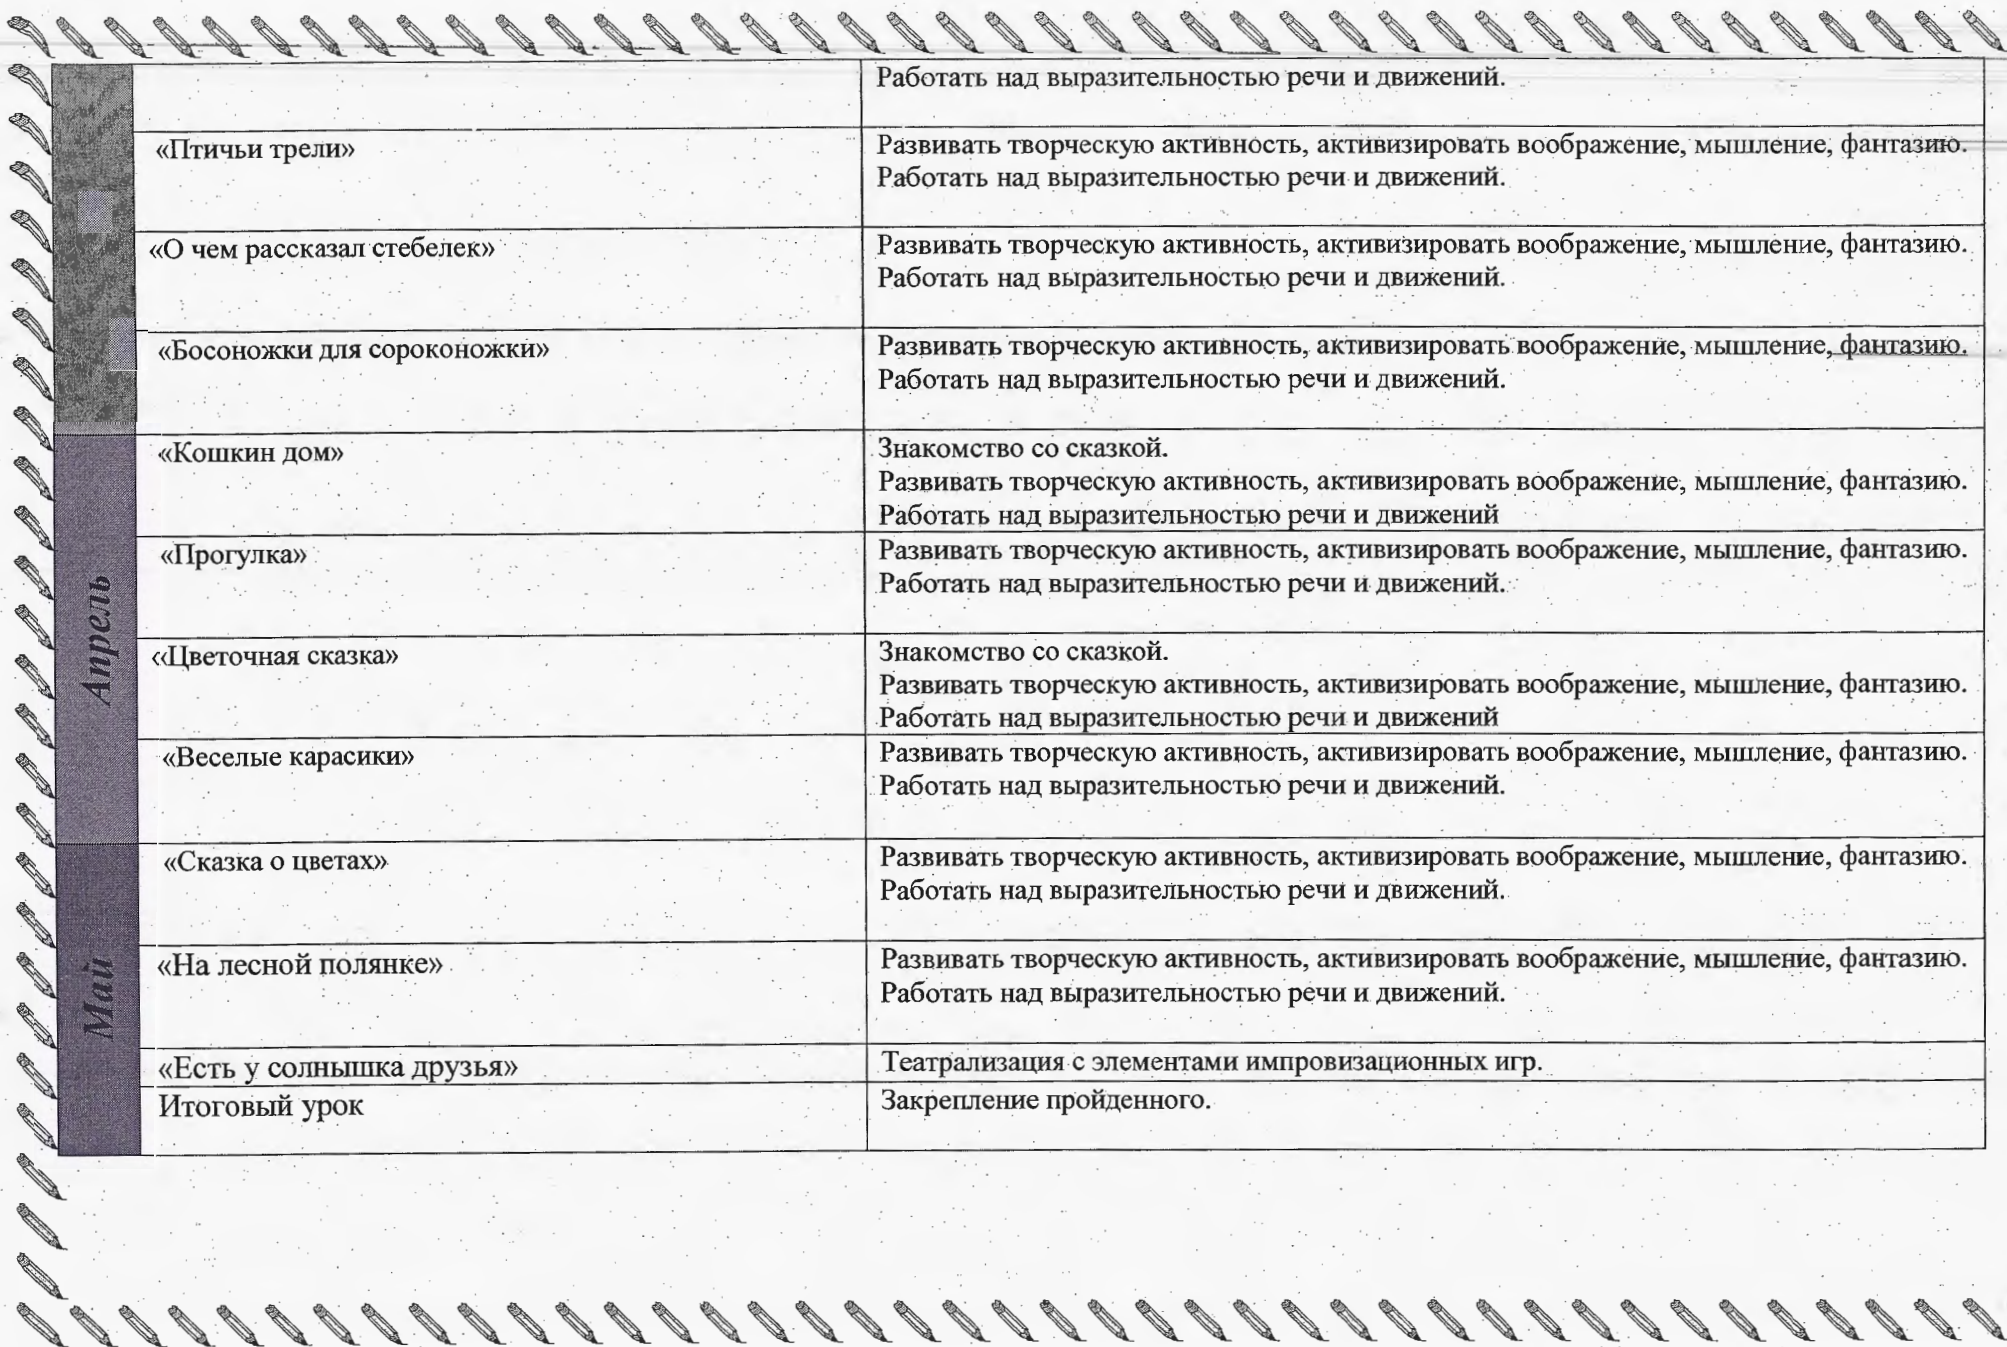 Работать над выразительностью речи и движений.
«Птичьи трели»
Развивать творческую активность, активизировать воображение, мышление, фантазию.
Работать над выразительностью речи и движений.
«О чем рассказал стебелек»
Развивать творческую активность, активизировать воображение, мышление, фантазию.
Работать над выразительностью речи и движений.
«Босоножки для сороконожки»
Развивать творческую активность, активизировать воображение, мышление, фантазию.
Работать над выразительностью речи и движений.
Апрель
«Кошкин дом»
Знакомство со сказкой.
Развивать творческую активность, активизировать воображение, мышление, фантазию.
Работать над выразительностью речи и движений
«Прогулка»
Развивать творческую активность, активизировать воображение, мышление, фантазию.
Работать над выразительностью речи и движений.
«Цветочная сказка»
Знакомство со сказкой.
Развивать творческую активность, активизировать воображение, мышление, фантазию.
Работать над выразительностью речи и движений
«Веселые карасики»
Развивать творческую активность, активизировать воображение, мышление, фантазию.
Работать над выразительностью речи и движений.
Май
«Сказка о цветах»
Развивать творческую активность, активизировать воображение, мышление, фантазию.
Работать над выразительностью речи и движений.
«На лесной полянке»
Развивать творческую активность, активизировать воображение, мышление, фантазию.
Работать над выразительностью речи и движений.
«Есть у солнышка друзья»
Театрализация с элементами импровизационных игр.
Итоговый урок
Закрепление пройденного.